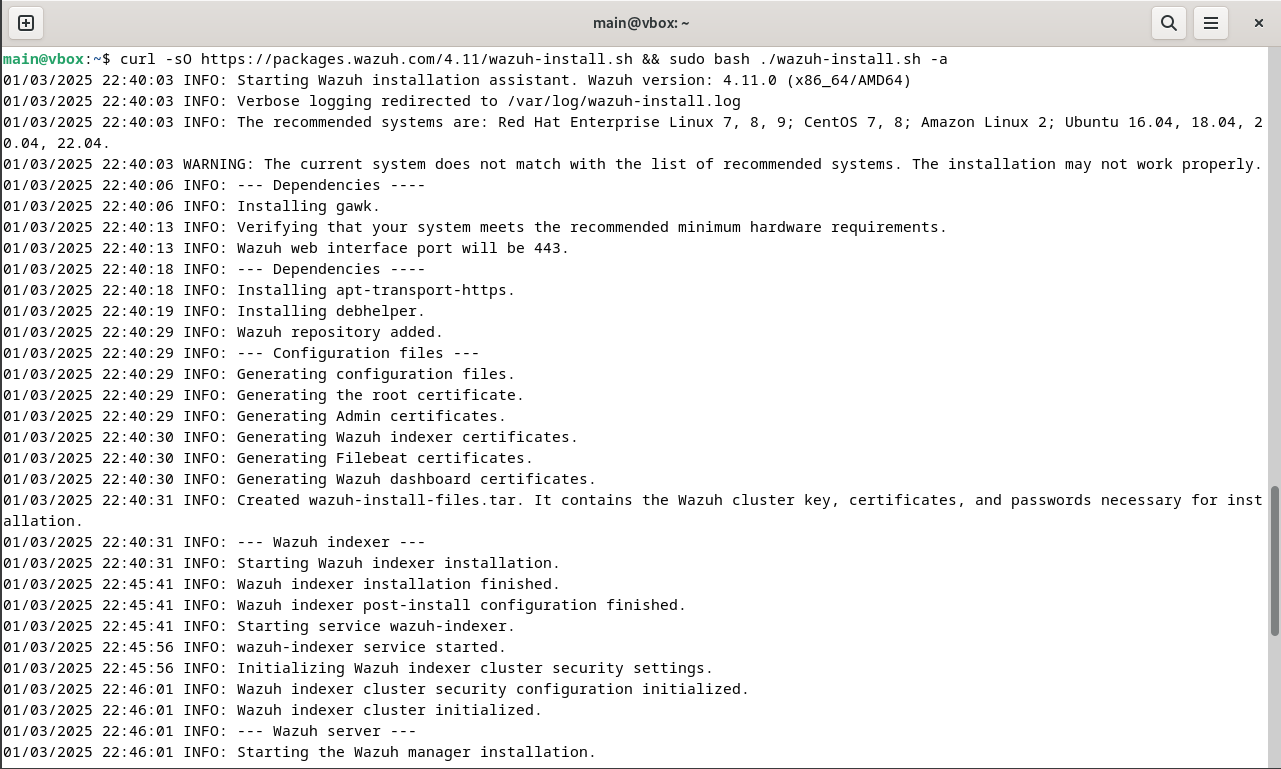 main@vbox: ~
main@vbox:~$ curl -sO https://packages.wazuh.com/4.11/wazuh-install.sh && sudo bash ./wazuh-install.sh -a
01/03/2025 22:40:03 INFO: Starting Wazuh installation assistant. Wazuh version: 4.11.0 (x86_64/AMD64)
01/03/2025 22:40:03 INFO: Verbose logging redirected to /var/log/wazuh-install.log
01/03/2025 22:40:03 INFO: The recommended systems are: Red Hat Enterprise Linux 7, 8, 9; CentOS 7, 8; Amazon Linux 2; Ubuntu 16.04, 18.04, 2
0.04, 22.04.
01/03/2025 22:40:03 WARNING: The current system does not match with the list of recommended systems. The installation may not work properly.
01/03/2025 22:40:06 INFO: --- Dependencies ----
01/03/2025 22:40:06 INFO: Installing gawk.
01/03/2025 22:40:13 INFO: Verifying that your system meets the recommended minimum hardware requirements.
01/03/2025 22:40:13 INFO: Wazuh web interface port will be 443.
01/03/2025 22:40:18 INFO: --- Dependencies ----
01/03/2025 22:40:18 INFO: Installing apt-transport-https.
01/03/2025 22:40:19 INFO: Installing debhelper.
01/03/2025 22:40:29 INFO: Wazuh repository added.
01/03/2025 22:40:29 INFO: --- Configuration files ---
01/03/2025 22:40:29 INFO: Generating configuration files.
01/03/2025 22:40:29 INFO: Generating the root certificate.
01/03/2025 22:40:29 INFO: Generating Admin certificates.
01/03/2025 22:40:30 INFO: Generating Wazuh indexer certificates.
01/03/2025 22:40:30 INFO: Generating Filebeat certificates.
01/03/2025 22:40:30 INFO: Generating Wazuh dashboard certificates.
01/03/2025 22:40:31 INFO: Created wazuh-install-files.tar. It contains the Wazuh cluster key, certificates, and passwords necessary for inst
allation.
01/03/2025 22:40:31 INFO: --- Wazuh indexer ---
01/03/2025 22:40:31 INFO: Starting Wazuh indexer installation.
01/03/2025 22:45:41 INFO: Wazuh indexer installation finished.
01/03/2025 22:45:41 INFO: Wazuh indexer post-install configuration finished.
01/03/2025 22:45:41 INFO: Starting service wazuh-indexer.
01/03/2025 22:45:56 INFO: wazuh-indexer service started.
01/03/2025 22:45:56 INFO: Initializing Wazuh indexer cluster security settings.
01/03/2025 22:46:01 INFO: Wazuh indexer cluster security configuration initialized.
01/03/2025 22:46:01 INFO: Wazuh indexer cluster initialized.
01/03/2025 22:46:01 INFO: --- Wazuh server ---
01/03/2025 22:46:01 INFO: Starting the Wazuh manager installation.